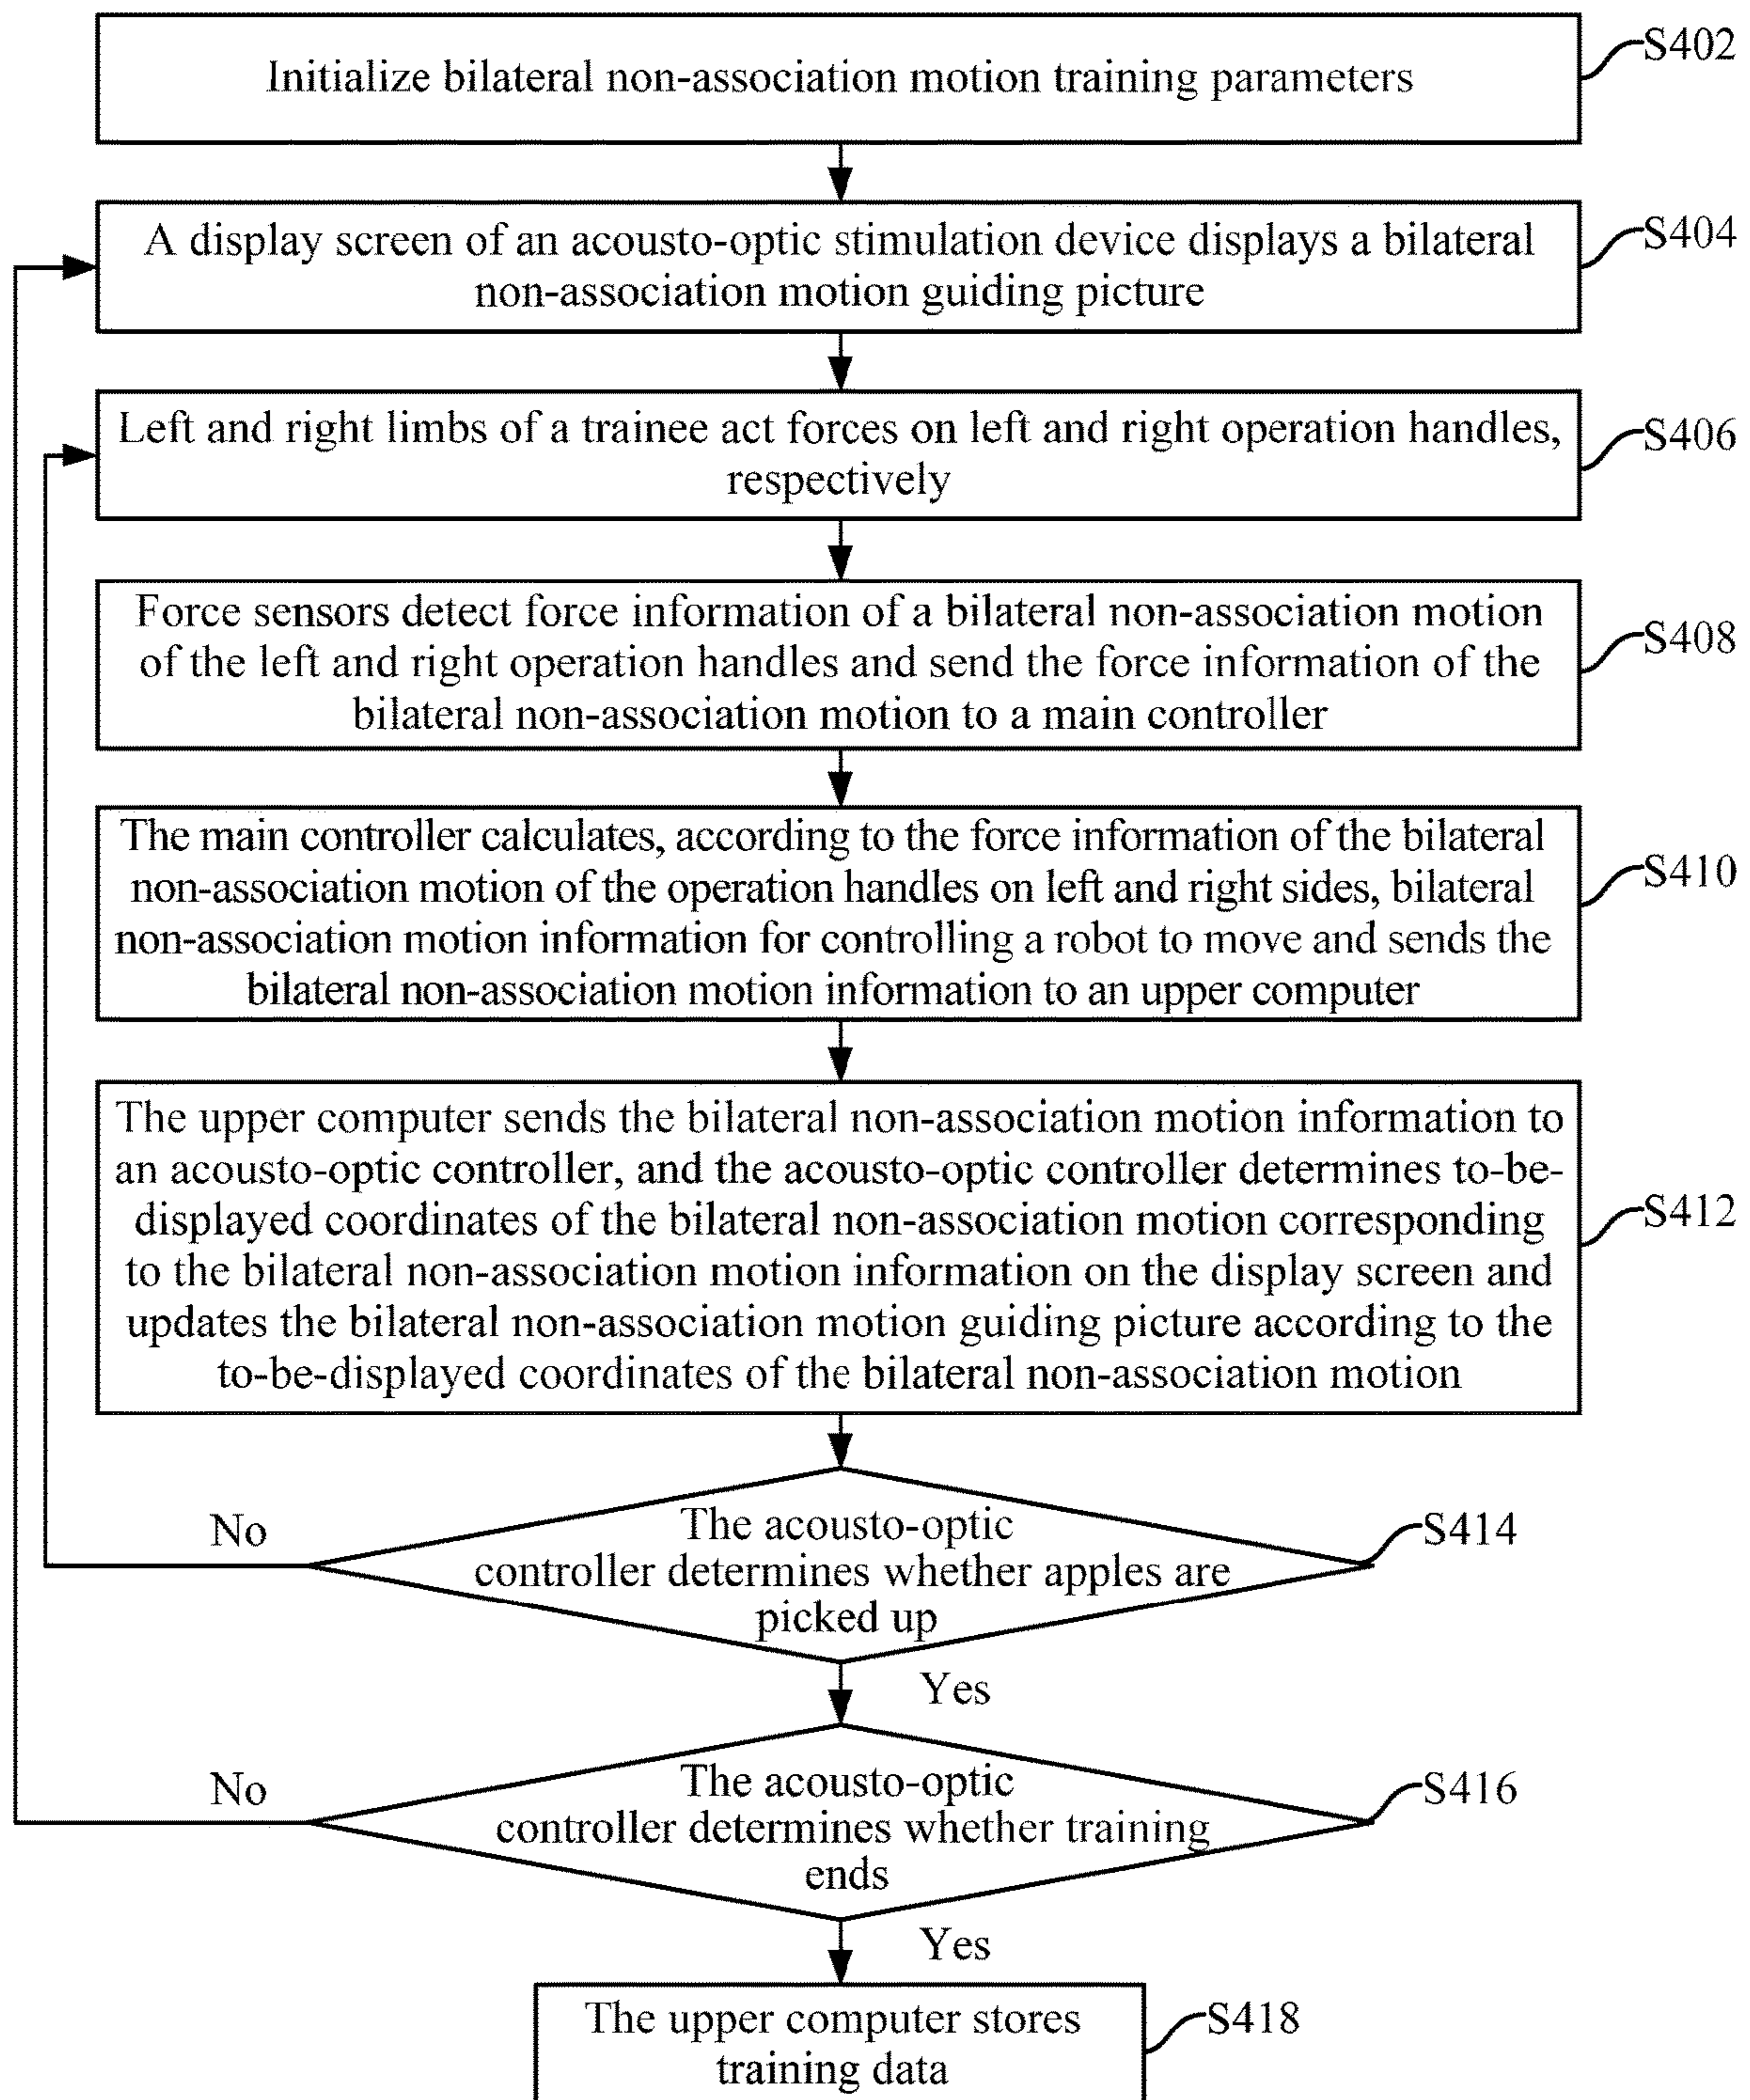 Initialize bilateral non-association motion training parameters
S402
A display screen of an acousto-optic stimulation device displays a bilateral
non-association motion guiding picture
S404
Left and right limbs of a trainee act forces on left and right operation handles,
respectively
S406
Force sensors detect force information of a bilateral non-association motion
of the left and right operation handles and send the force information of the
bilateral non-association motion to a main controller
S408
The main controller calculates, according to the force information of the bilateral
non-association motion of the operation handles on left and right sides, bilateral
non-association motion information for controlling a robot to move and sends the
bilateral non-association motion information to an upper computer
S410
The upper computer sends the bilateral non-association motion information to
an acousto-optic controller, and the acousto-optic controller determines to-be-
displayed coordinates of the bilateral non-association motion corresponding
to the bilateral non-association motion information on the display screen and
updates the bilateral non-association motion guiding picture according to the
to-be-displayed coordinates of the bilateral non-association motion
S412
No
The acousto-optic
controller determines whether apples are
picked up
S414
Yes
No
The acousto-optic
controller determines whether training
ends
S416
Yes
The upper computer stores
training data
S418